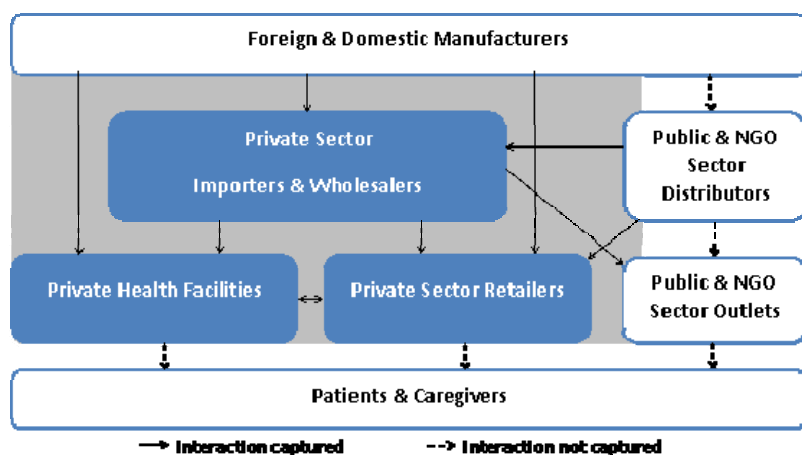 Foreign & Domestic Manufacturers
Private Sector
Importers & Wholesalers
Public & NGO
Sector
Distributors
Private Health Facilities
Private Sector Retailers
Public & NGO
Sector Outlets
Patients & Caregivers
Interaction captured
Interaction not captured